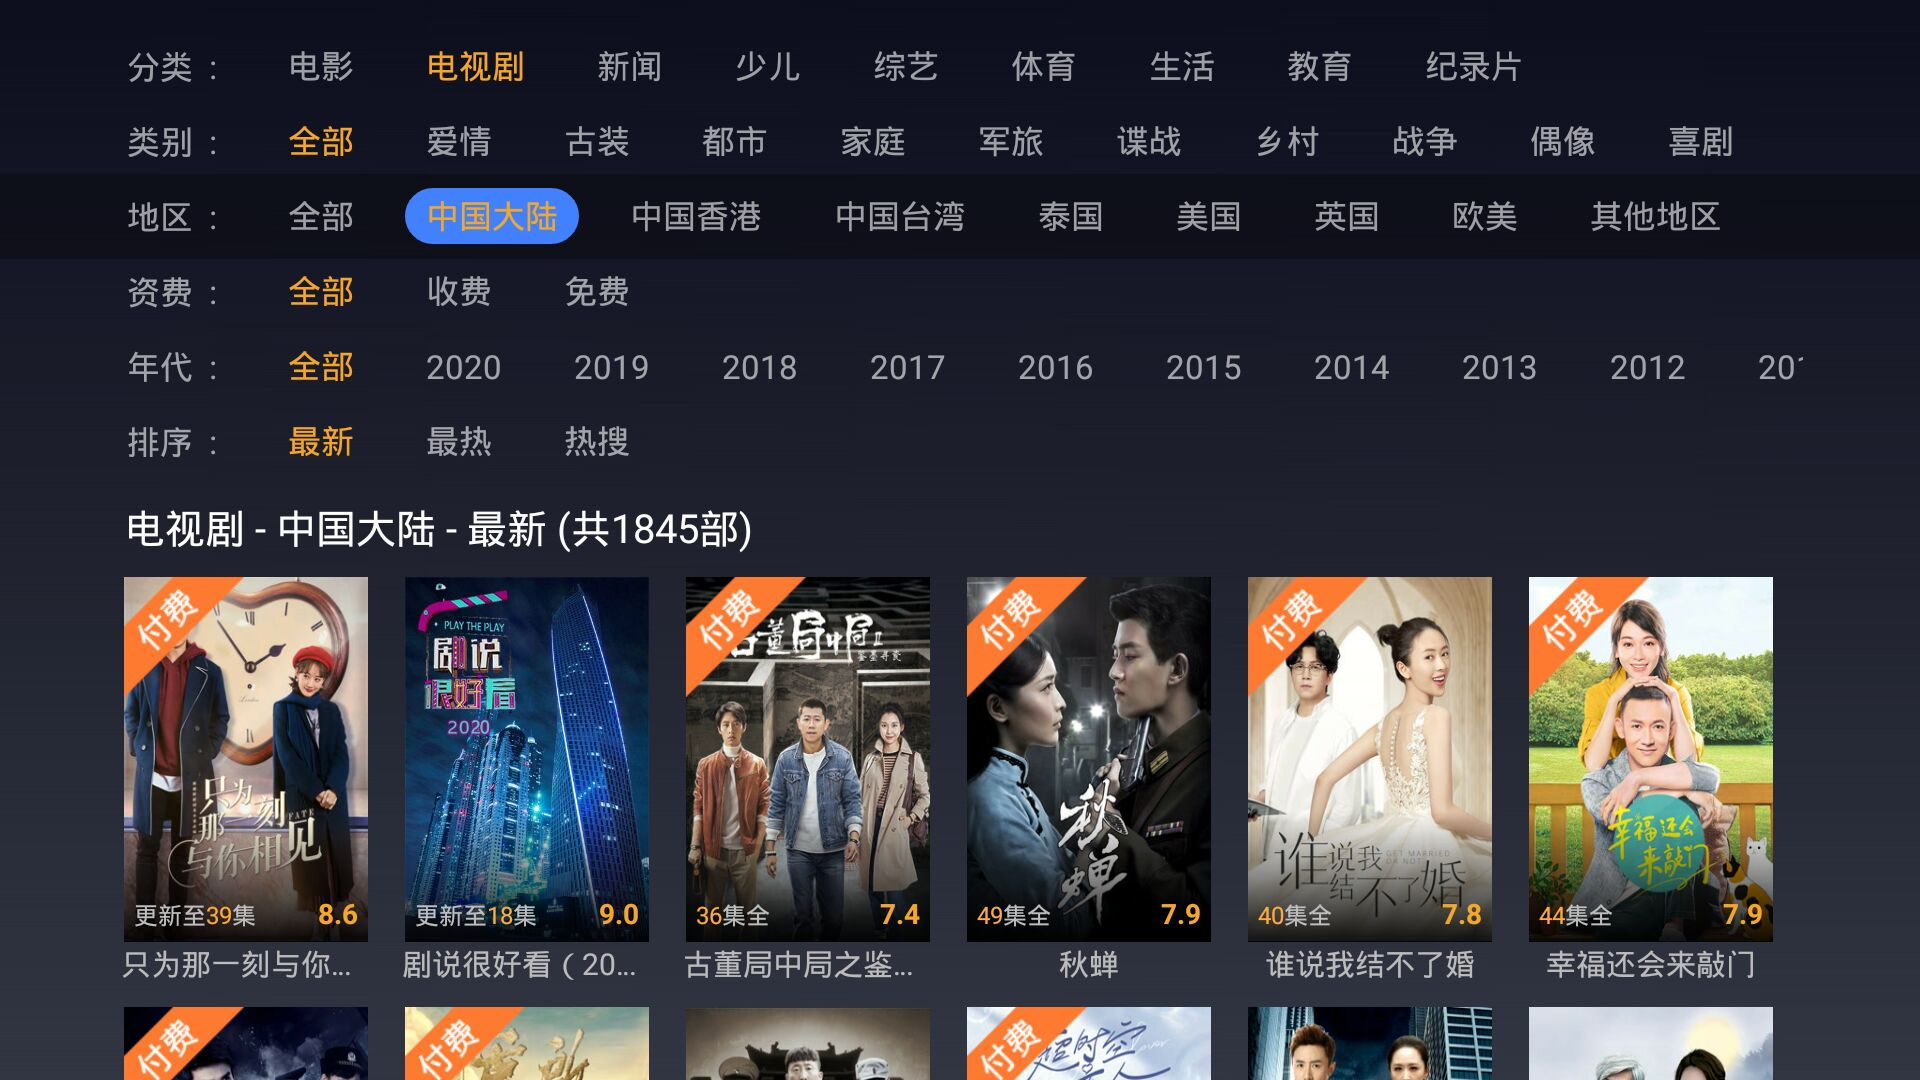 分类 : 电影 电视剧 新闻 少儿 综艺 体育 生活 教育 纪录片
类别 : 全部 爱情 古装 都市 家庭 军旅 谍战 乡村 战争 偶像 喜剧
地区 : 全部 中国大陆 中国香港 中国台湾 泰国 美国 英国 欧美 其他地区
资费 : 全部 收费 免费
年代 : 全部 2020 2019 2018 2017 2016 2015 2014 2013 2012
排序 : 最新 最热 热搜
电视剧 - 中国大陆 - 最新 (共1845部)
付费
只为
那一刻
FATE
与你相见
更新至39集 8.6
只为那一刻与你...
PLAY THE PLAY
剧说
很好看
2020
更新至18集 9.0
剧说很好看（20...
付费
古董局中局II
鉴墨寻瓷
36集全 7.4
古董局中局之鉴...
付费
秋蝉
49集全 7.9
秋蝉
付费
谁说我
结不了婚
GET MARRIED
OR NOT
40集全 7.8
谁说我结不了婚
付费
幸福还会
来敲门
44集全 7.9
幸福还会来敲门
付费
付费
付费
超时空